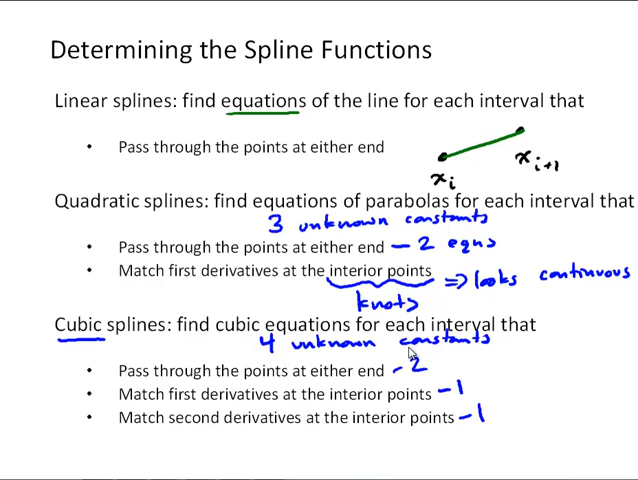 Determining the Spline Functions
Linear splines: find equations of the line for each interval that
• Pass through the points at either end
x_i
x_{i+1}
Quadratic splines: find equations of parabolas for each interval that
3 unknown constants
• Pass through the points at either end – 2 eqns
• Match first derivatives at the interior points ⇒ looks continuous
knots
Cubic splines: find cubic equations for each interval that
4 unknown constants
• Pass through the points at either end – 2
• Match first derivatives at the interior points – 1
• Match second derivatives at the interior points – 1